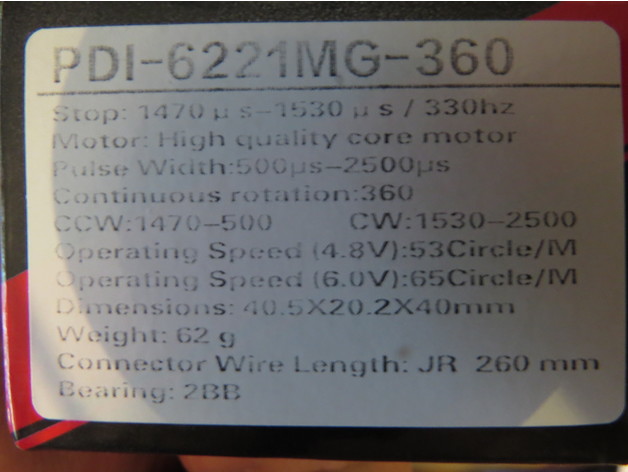 PDI-6221MG-360
Stop: 1470 μ s-1530 μ s / 330hz
Motor: High quality core motor
Pulse Width:500μs-2500μs
Continuous rotation:360
CCW:1470-500 CW:1530-2500
Operating Speed (4.8V):53Circle/M
Operating Speed (6.0V):65Circle/M
Dimensions: 40.5X20.2X40mm
Weight: 62 g
Connector Wire Length: JR 260 mm
Bearing: 2BB